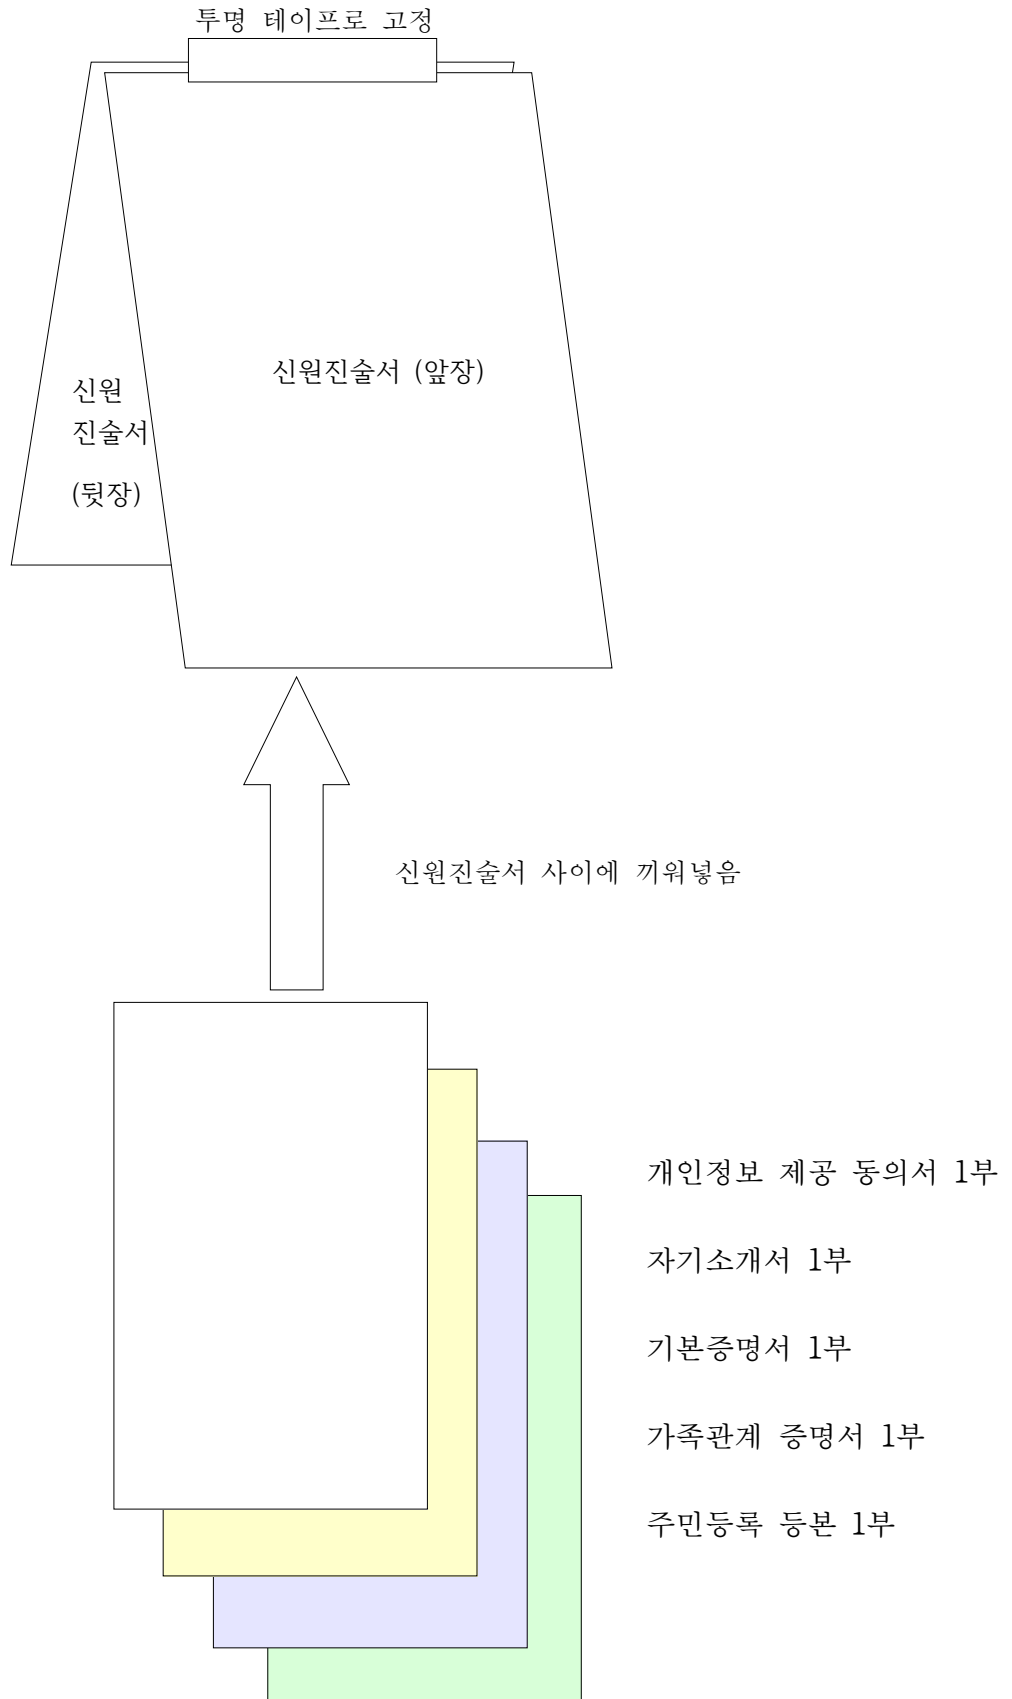 투명 테이프로 고정
신원진술서 (앞장)
신원
진술서
(뒷장)
신원진술서 사이에 끼워넣음
개인정보 제공 동의서 1부
자기소개서 1부
기본증명서 1부
가족관계 증명서 1부
주민등록 등본 1부